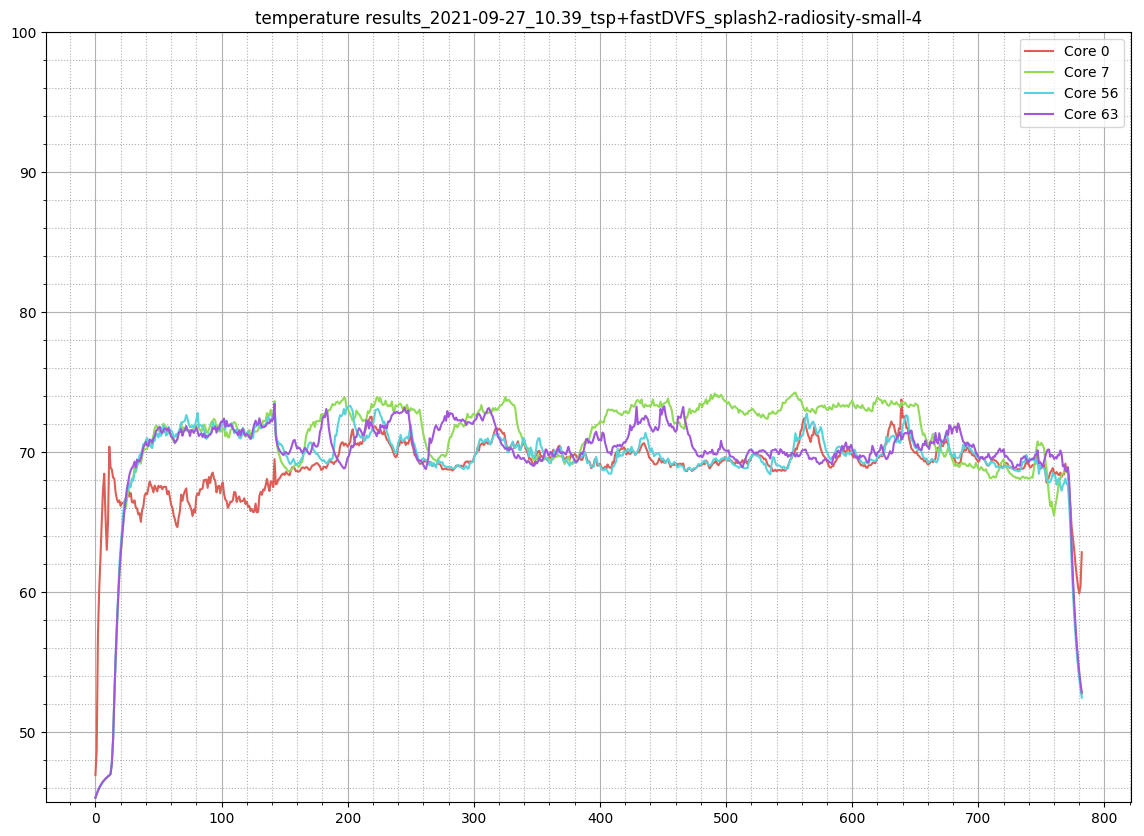 temperature results_2021-09-27_10.39_tsp+fastDVFS_splash2-radiosity-small-4
100
90
80
70
60
50
Core 0
Core 7
Core 56
Core 63
0 100 200 300 400 500 600 700 800